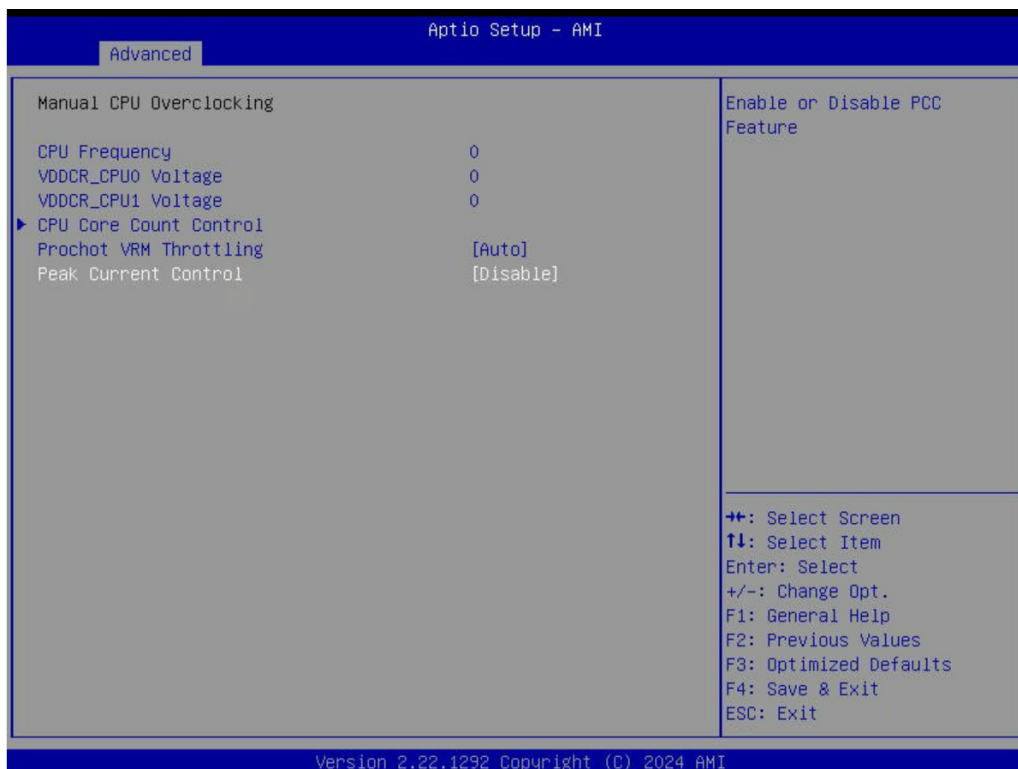 Aptio Setup – AMI
Advanced
Manual CPU Overclocking
CPU Frequency 0
VDDCR_CPU0 Voltage 0
VDDCR_CPU1 Voltage 0
▶ CPU Core Count Control
Prochot VRM Throttling [Auto]
Peak Current Control [Disable]
Enable or Disable PCC
Feature
→←: Select Screen
↑↓: Select Item
Enter: Select
+/-: Change Opt.
F1: General Help
F2: Previous Values
F3: Optimized Defaults
F4: Save & Exit
ESC: Exit
Version 2.22.1292 Copyright (C) 2024 AMI